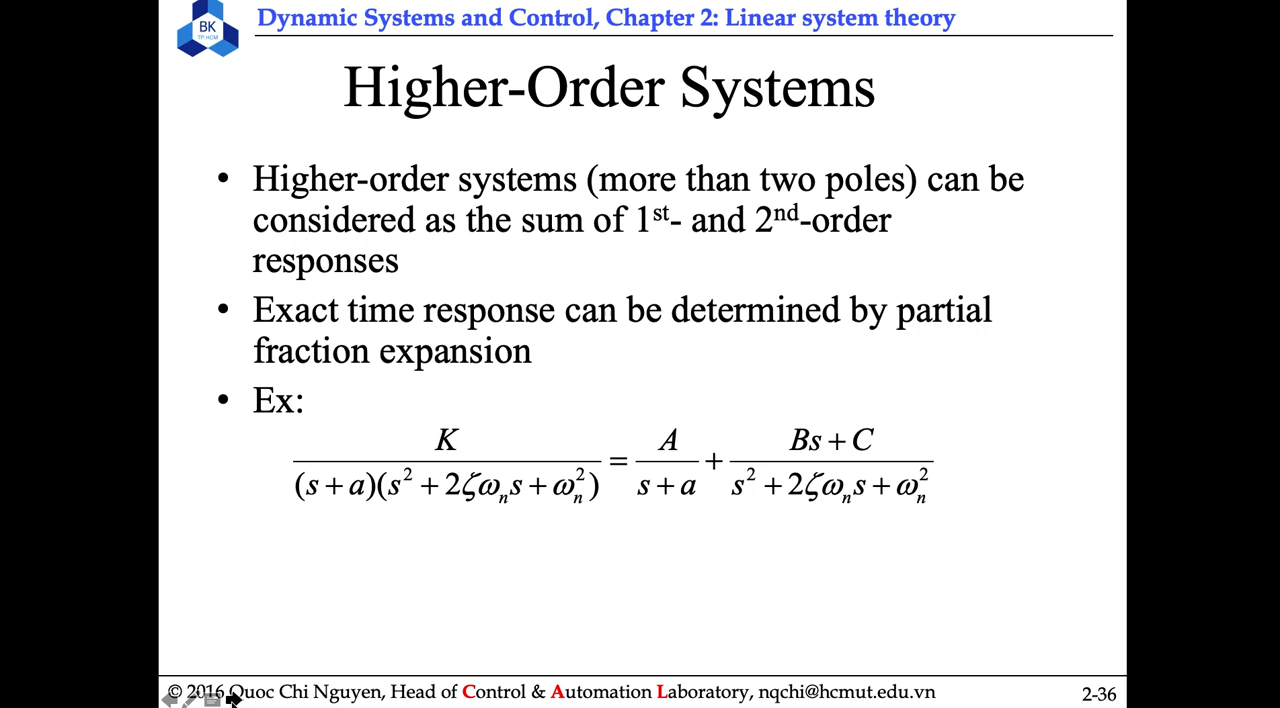 BK
TP.HCM
Dynamic Systems and Control, Chapter 2: Linear system theory
Higher-Order Systems
• Higher-order systems (more than two poles) can be
considered as the sum of 1st- and 2nd-order
responses
• Exact time response can be determined by partial
fraction expansion
• Ex:
K / ((s + a)(s² + 2ζωₙs + ωₙ²)) = A / (s + a) + (Bs + C) / (s² + 2ζωₙs + ωₙ²)
© 2016 Quoc Chi Nguyen, Head of Control & Automation Laboratory, nqchi@hcmut.edu.vn
2-36